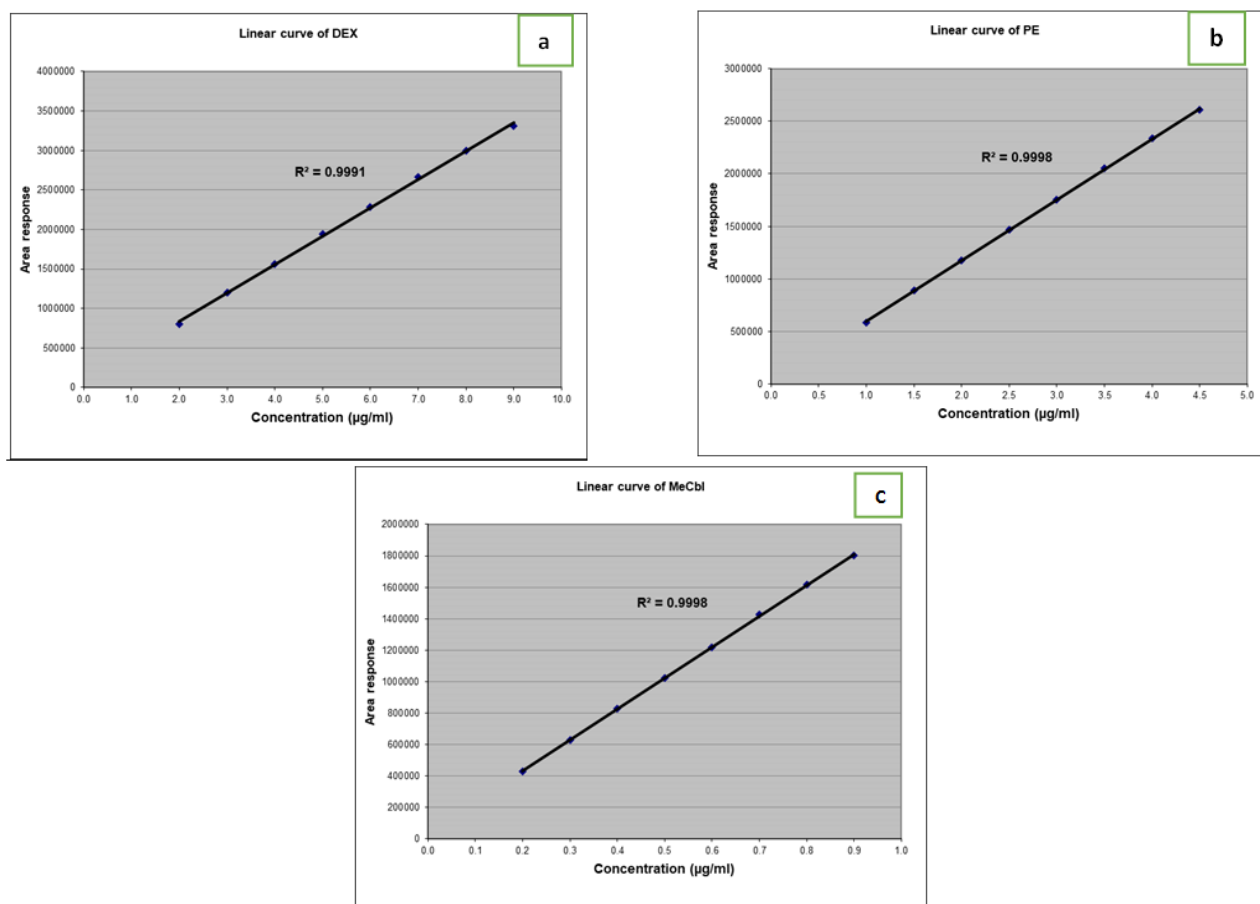 Linear curve of DEX
a
4000000
3500000
3000000
2500000
2000000
1500000
1000000
500000
0
R² = 0.9991
Area response
0.0 1.0 2.0 3.0 4.0 5.0 6.0 7.0 8.0 9.0 10.0
Concentration (µg/ml)
Linear curve of PE
b
3000000
2500000
2000000
1500000
1000000
500000
0
R² = 0.9998
Area response
0.0 0.5 1.0 1.5 2.0 2.5 3.0 3.5 4.0 4.5 5.0
Concentration (µg/ml)
Linear curve of MeCbl
c
2000000
1800000
1600000
1400000
1200000
1000000
800000
600000
400000
200000
0
R² = 0.9998
Area response
0.0 0.1 0.2 0.3 0.4 0.5 0.6 0.7 0.8 0.9 1.0
Concentration (µg/ml)